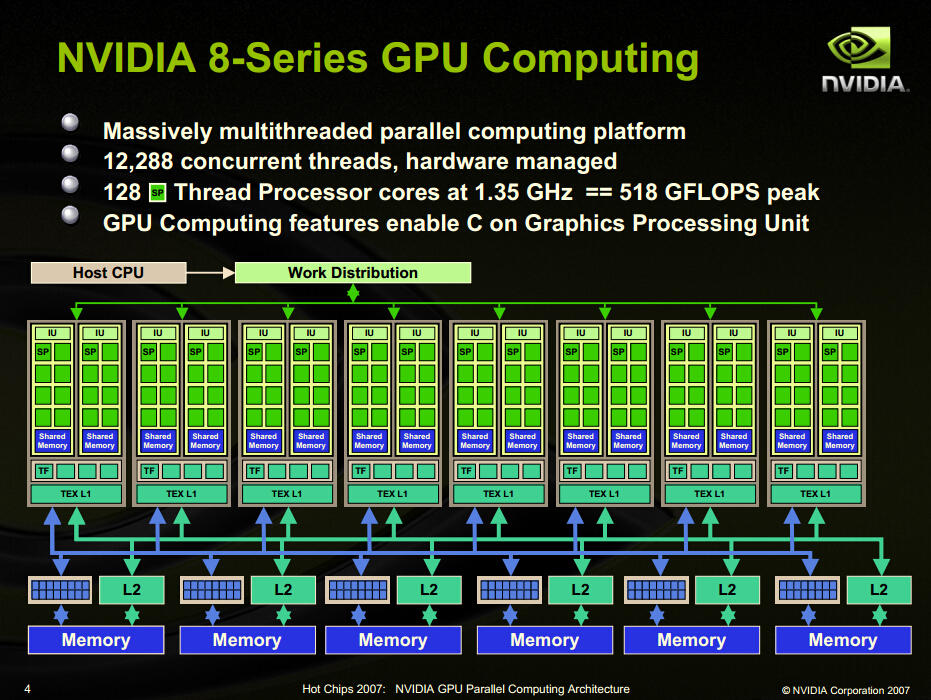 NVIDIA 8-Series GPU Computing
NVIDIA.
Massively multithreaded parallel computing platform
12,288 concurrent threads, hardware managed
128 SP Thread Processor cores at 1.35 GHz == 518 GFLOPS peak
GPU Computing features enable C on Graphics Processing Unit
Host CPU Work Distribution
IU IU IU IU IU IU IU IU IU IU IU IU IU IU IU IU
SP SP SP SP SP SP SP SP SP SP SP SP SP SP SP SP
Shared Shared Shared Shared Shared Shared Shared Shared Shared Shared Shared Shared Shared Shared Shared Shared
Memory Memory Memory Memory Memory Memory Memory Memory Memory Memory Memory Memory Memory Memory Memory Memory
TF TF TF TF TF TF TF TF
TEX L1 TEX L1 TEX L1 TEX L1 TEX L1 TEX L1 TEX L1 TEX L1
L2 L2 L2 L2 L2 L2
Memory Memory Memory Memory Memory Memory
4 Hot Chips 2007: NVIDIA GPU Parallel Computing Architecture © NVIDIA Corporation 2007